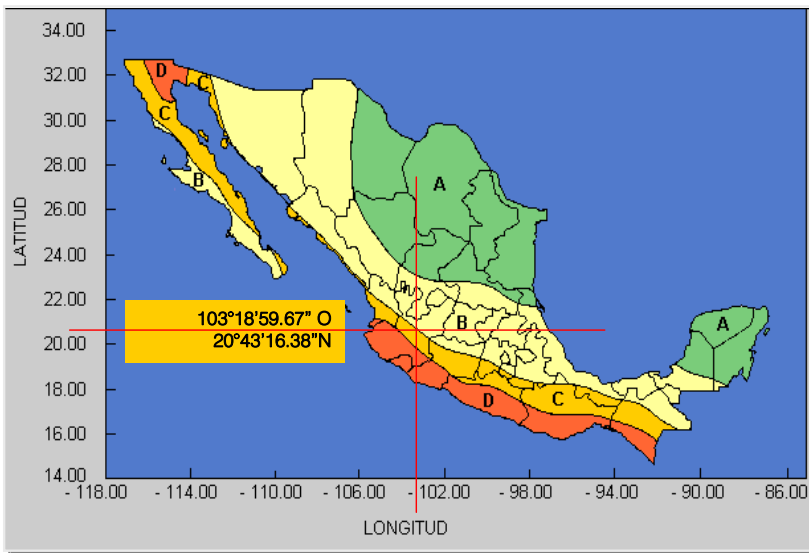 34.00
32.00
30.00
28.00
26.00
24.00
22.00
20.00
18.00
16.00
14.00
LATITUD
D
C
C
B
A
103°18’59.67” O
20°43’16.38”N
B
A
C
D
- 118.00 - 114.00 - 110.00 - 106.00 - 102.00 - 98.00 - 94.00 - 90.00 - 86.00
LONGITUD